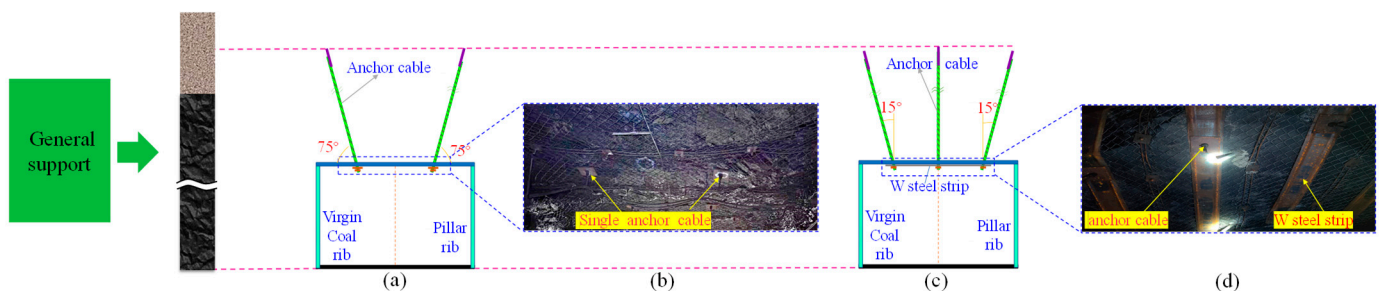 General
support
Anchor cable
75°
75°
Virgin
Coal
rib
Pillar
rib
(a)
Single anchor cable
(b)
Anchor cable
15°
15°
W steel strip
Virgin
Coal
rib
Pillar
rib
(c)
anchor cable
W steel strip
(d)